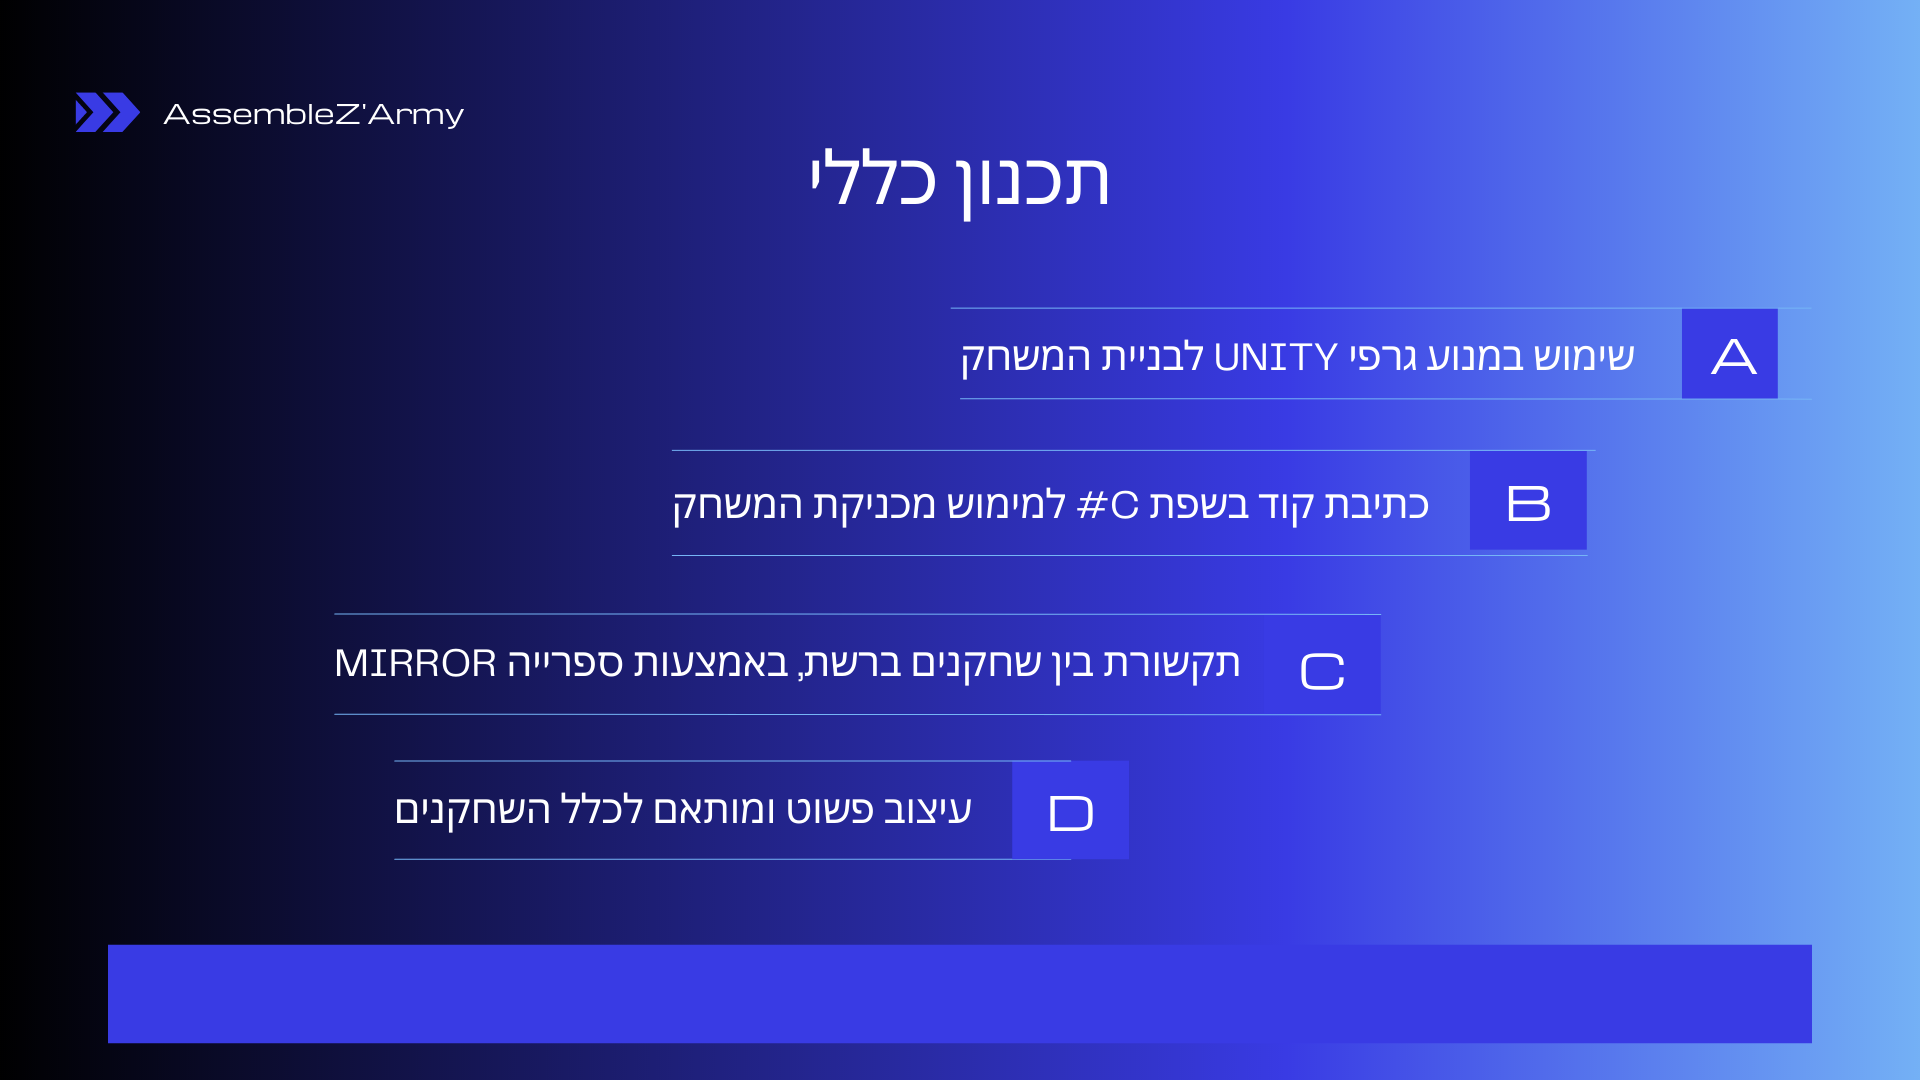 AssembleZ'Army
תכנון כללי
A
שימוש במנוע גרפי UNITY לבניית המשחק
B
כתיבת קוד בשפת C# למימוש מכניקת המשחק
C
תקשורת בין שחקנים ברשת, באמצעות ספרייה MIRROR
D
עיצוב פשוט ומותאם לכלל השחקנים